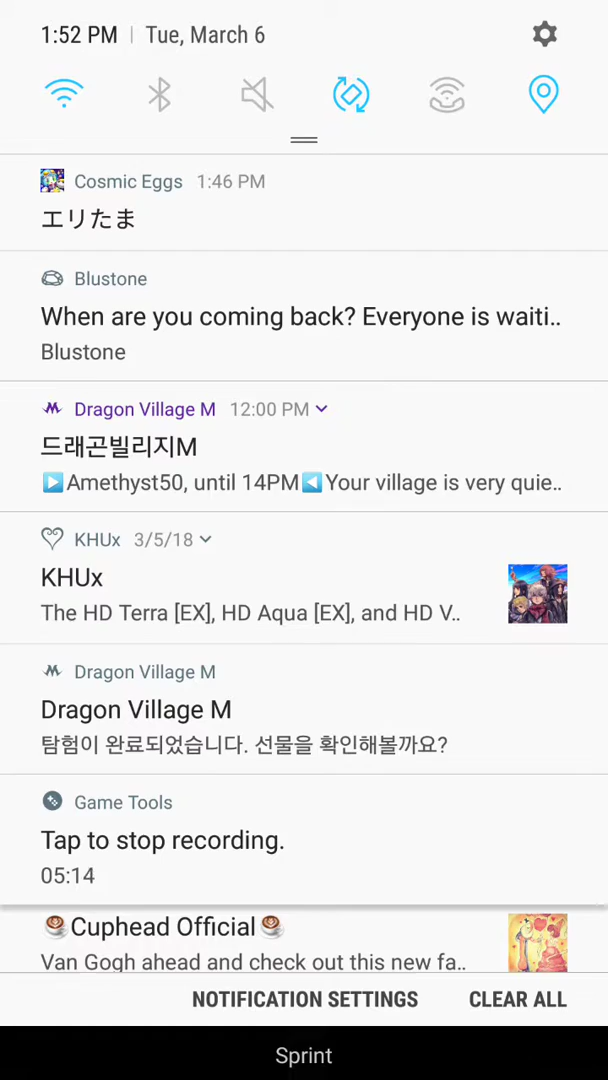 1:52 PM | Tue, March 6
Cosmic Eggs 1:46 PM
エリたま
Blustone
When are you coming back? Everyone is waiti..
Blustone
Dragon Village M 12:00 PM
드래곤빌리지M
▶Amethyst50, until 14PM◀Your village is very quie..
KHUx 3/5/18
KHUx
The HD Terra [EX], HD Aqua [EX], and HD V..
Dragon Village M
Dragon Village M
탐험이 완료되었습니다. 선물을 확인해볼까요?
Game Tools
Tap to stop recording.
05:14
☕Cuphead Official☕
Van Gogh ahead and check out this new fa..
NOTIFICATION SETTINGS CLEAR ALL
Sprint